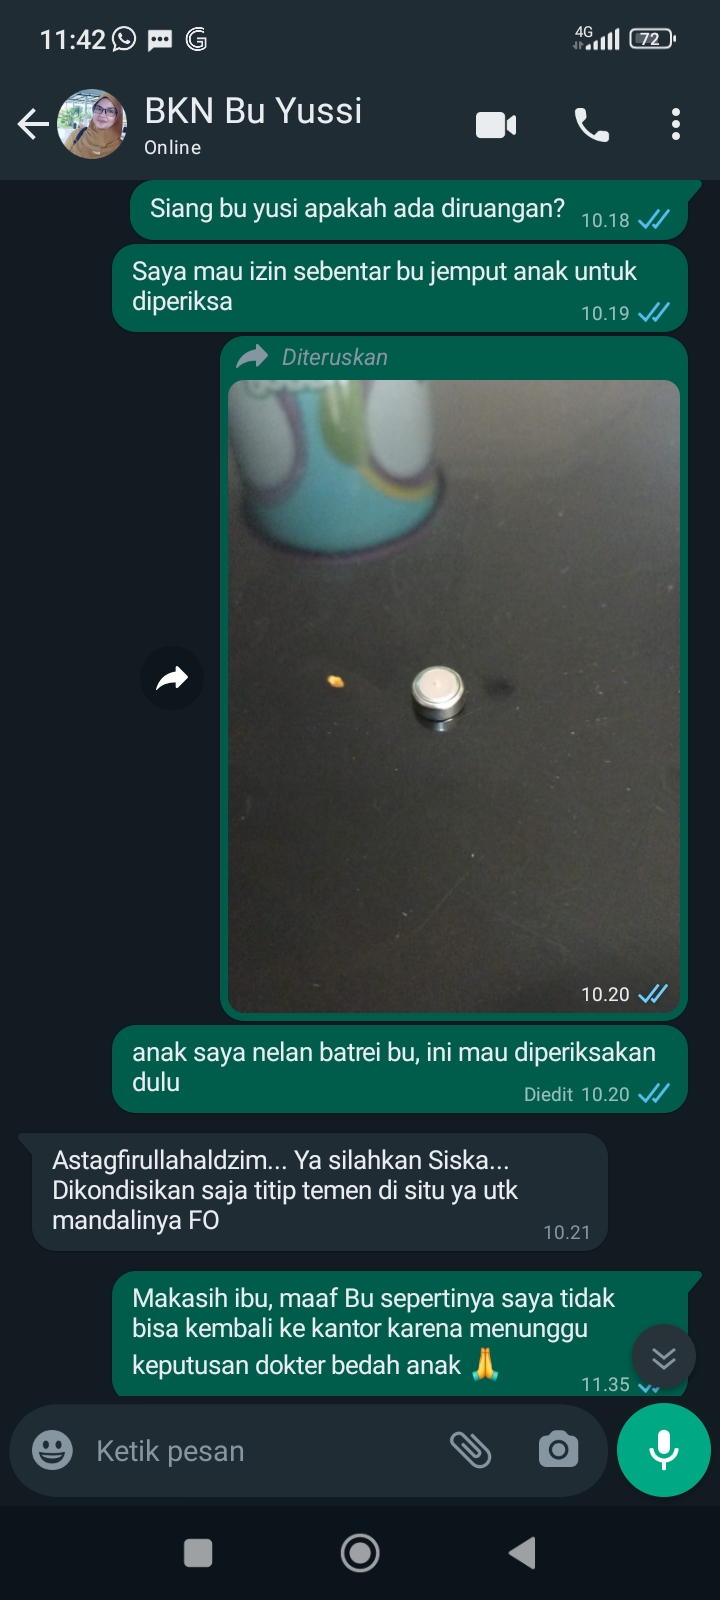 11:42
4G
72
BKN Bu Yussi
Online
Siang bu yusi apakah ada diruangan?
10.18
Saya mau izin sebentar bu jemput anak untuk
diperiksa
10.19
Diteruskan
10.20
anak saya nelan batrei bu, ini mau diperiksakan
dulu
Diedit 10.20
Astagfirullahaldzim... Ya silahkan Siska...
Dikondisikan saja titip temen di situ ya utk
mandalinya FO
10.21
Makasih ibu, maaf Bu sepertinya saya tidak
bisa kembali ke kantor karena menunggu
keputusan dokter bedah anak 🙏
11.35
Ketik pesan